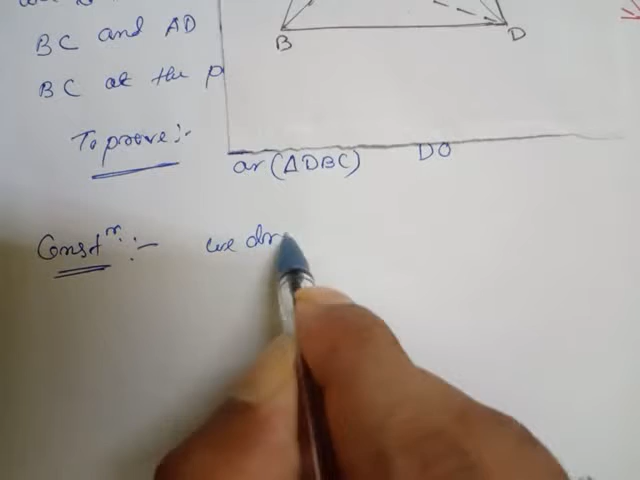 BC and AD
BC at the P
B
D
To prove :-
ar (ΔDBC)
DO
Constⁿ. :- we dr